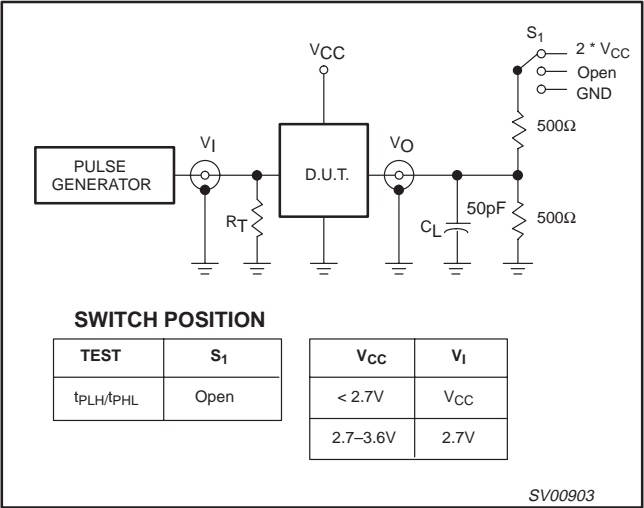 S1
2 * VCC
Open
GND
VCC
500Ω
VI
VO
PULSE
GENERATOR
D.U.T.
RT
CL
50pF
500Ω
SWITCH POSITION
TEST S1
tPLH/tPHL Open
VCC VI
< 2.7V VCC
2.7–3.6V 2.7V
SV00903